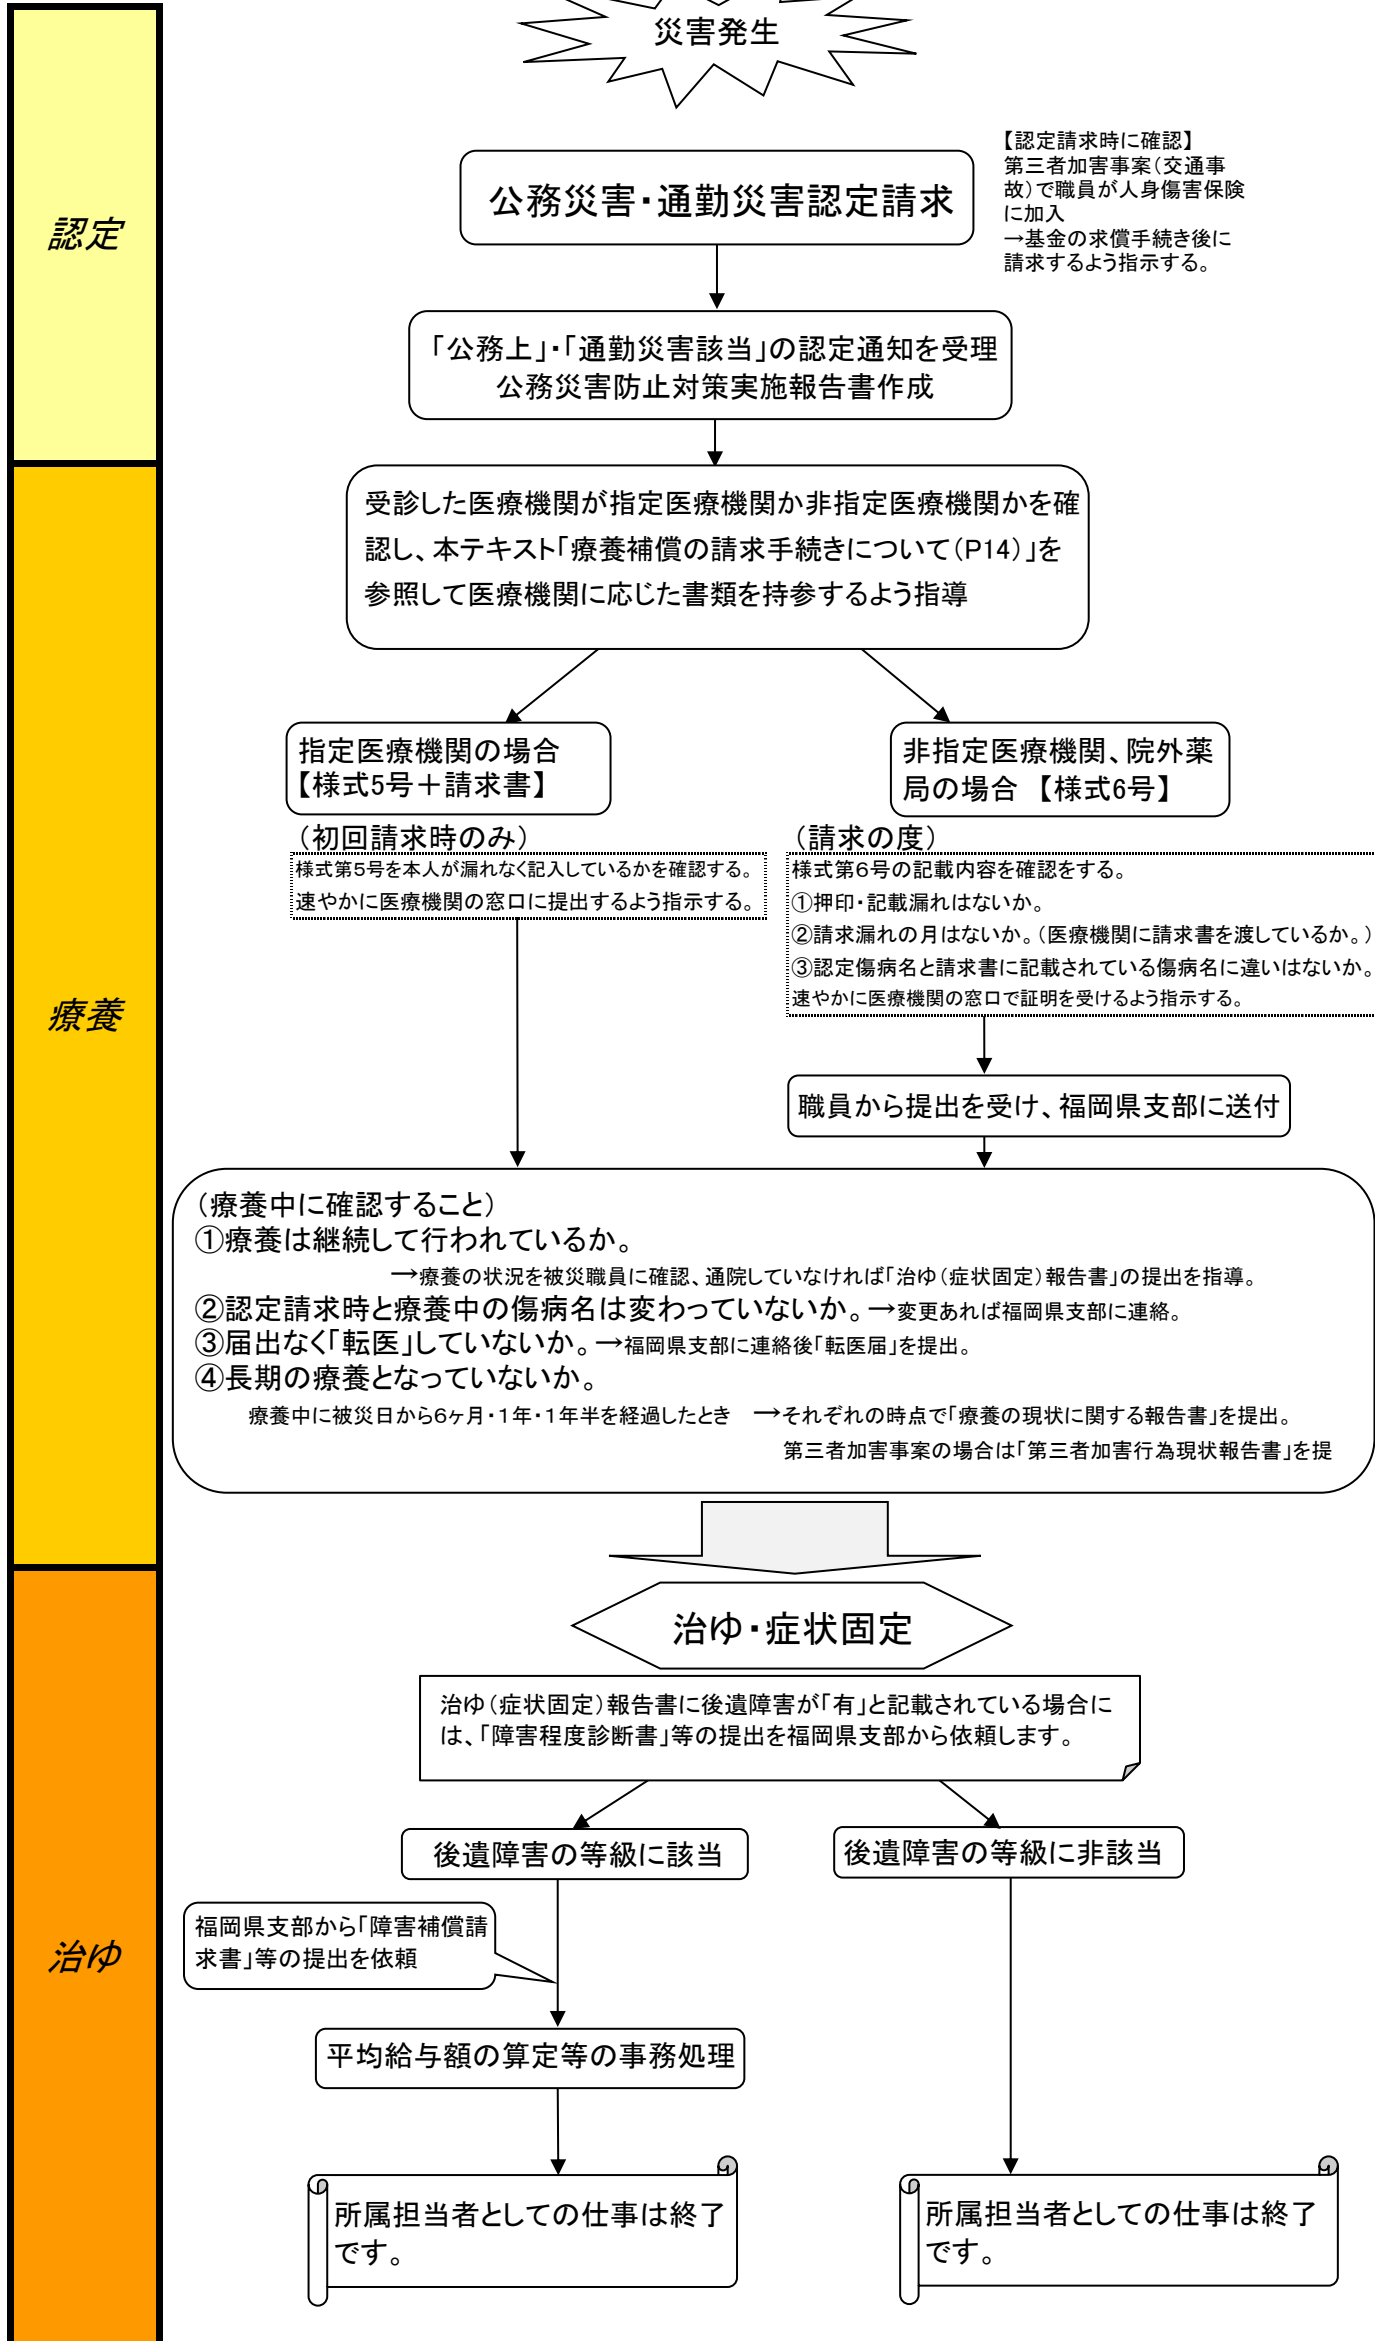 災害発生
認定
公務災害・通勤災害認定請求
【認定請求時に確認】
第三者加害事案（交通事
故）で職員が人身傷害保険
に加入
→基金の求償手続き後に
請求するよう指示する。
「公務上」・「通勤災害該当」の認定通知を受理
公務災害防止対策実施報告書作成
療養
受診した医療機関が指定医療機関か非指定医療機関かを確
認し、本テキスト「療養補償の請求手続きについて（P14）」を
参照して医療機関に応じた書類を持参するよう指導
指定医療機関の場合
【様式5号＋請求書】
（初回請求時のみ）
様式第5号を本人が漏れなく記入しているかを確認する。
速やかに医療機関の窓口に提出するよう指示する。
非指定医療機関、院外薬
局の場合 【様式6号】
（請求の度）
様式第6号の記載内容を確認をする。
①押印・記載漏れはないか。
②請求漏れの月はないか。（医療機関に請求書を渡しているか。）
③認定傷病名と請求書に記載されている傷病名に違いはないか。
速やかに医療機関の窓口で証明を受けるよう指示する。
職員から提出を受け、福岡県支部に送付
（療養中に確認すること）
①療養は継続して行われているか。
→療養の状況を被災職員に確認、通院していなければ「治ゆ（症状固定）報告書」の提出を指導。
②認定請求時と療養中の傷病名は変わっていないか。→変更あれば福岡県支部に連絡。
③届出なく「転医」していないか。→福岡県支部に連絡後「転医届」を提出。
④長期の療養となっていないか。
療養中に被災日から6ヶ月・1年・1年半を経過したとき →それぞれの時点で「療養の現状に関する報告書」を提出。
第三者加害事案の場合は「第三者加害行為現状報告書」を提
治ゆ
治ゆ・症状固定
治ゆ（症状固定）報告書に後遺障害が「有」と記載されている場合に
は、「障害程度診断書」等の提出を福岡県支部から依頼します。
後遺障害の等級に該当
後遺障害の等級に非該当
福岡県支部から「障害補償請
求書」等の提出を依頼
平均給与額の算定等の事務処理
所属担当者としての仕事は終了
です。
所属担当者としての仕事は終了
です。